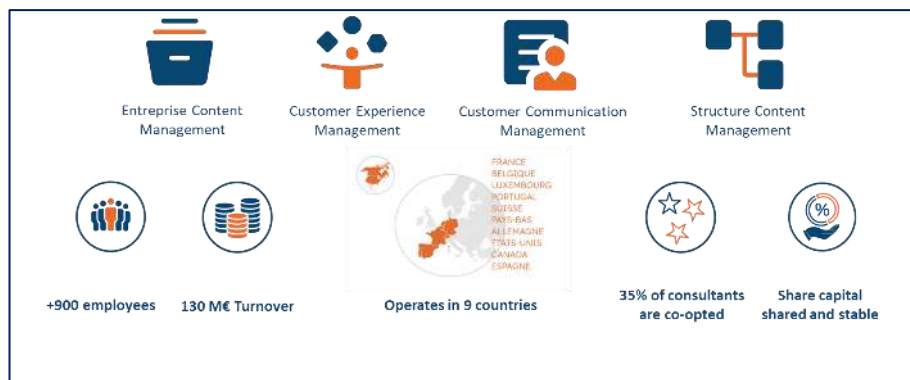 Entreprise Content
Management
Customer Experience
Management
Customer Communication
Management
Structure Content
Management
FRANCE
BELGIQUE
LUXEMBOURG
PORTUGAL
SUISSE
PAYS-BAS
ALLEMAGNE
ETATS-UNIS
CANADA
ESPAGNE
%
+900 employees
130 M€ Turnover
Operates in 9 countries
35% of consultants
are co-opted
Share capital
shared and stable